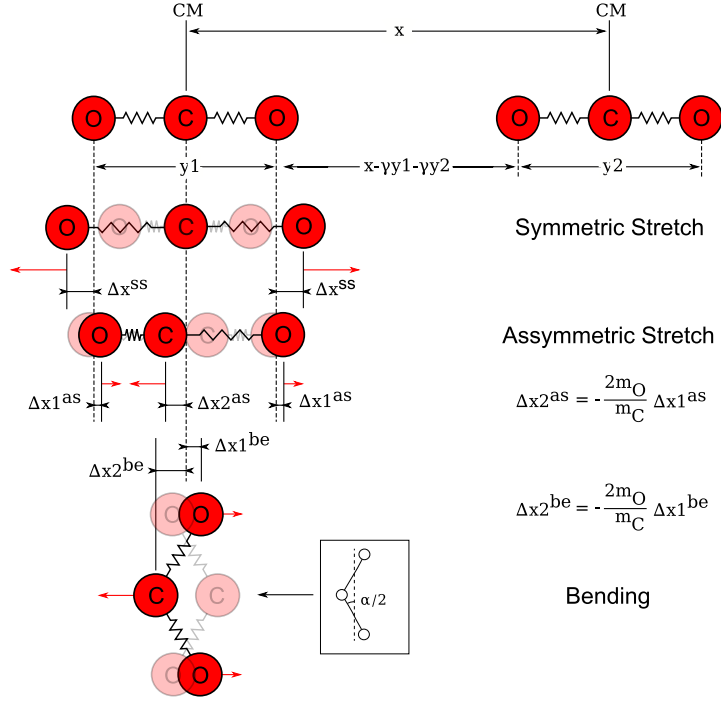 CM CM
x
O C O O C O
y1 x-γy1-γy2 y2
O O C O O Symmetric Stretch
Δx^ss Δx^ss
O O C C O O Assymmetric Stretch
Δx1^as Δx2^as Δx1^as Δx2^as = - 2m_O/m_C Δx1^as
Δx1^be
Δx2^be
O O Δx2^be = - 2m_O/m_C Δx1^be
C C α/2 Bending
O O